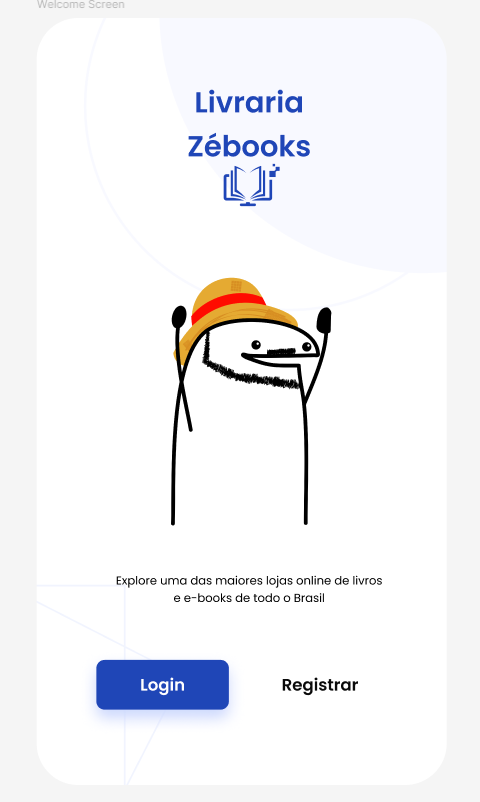 Welcome Screen
Livraria
Zébooks
Explore uma das maiores lojas online de livros
e e-books de todo o Brasil
Login
Registrar